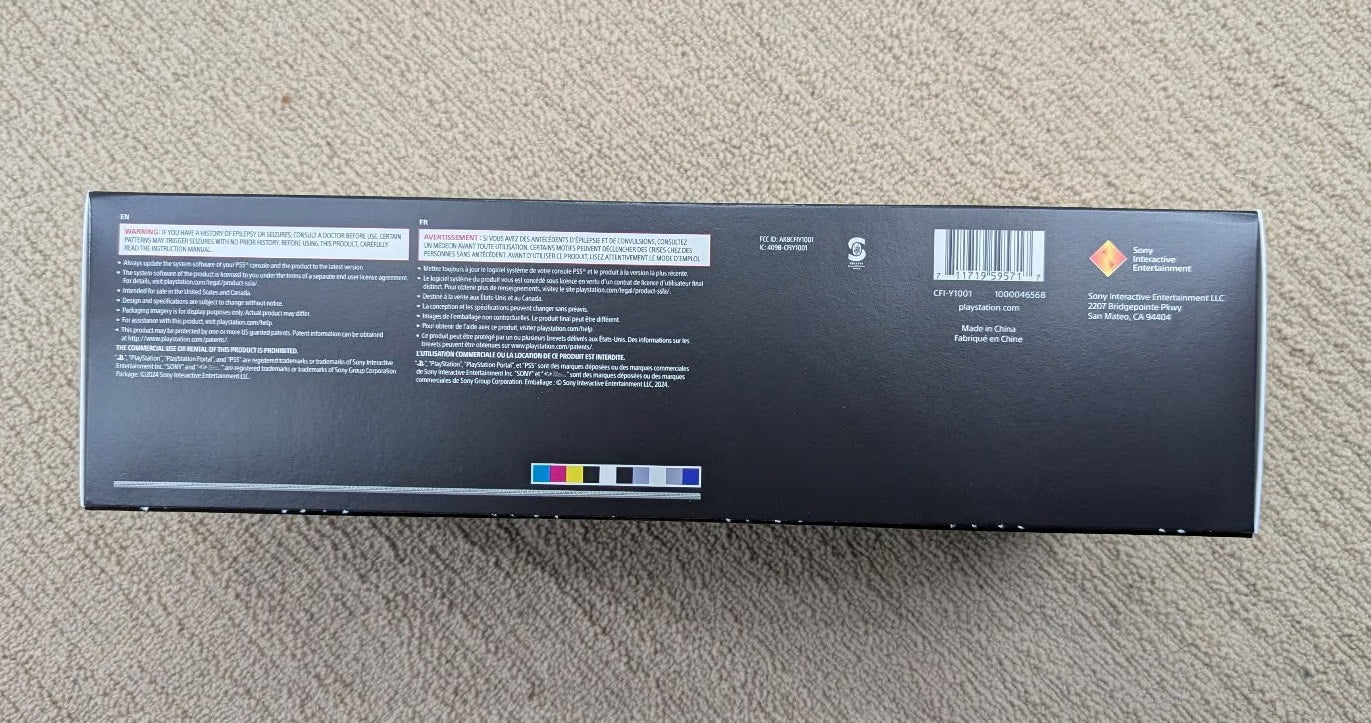 EN
WARNING: IF YOU HAVE A HISTORY OF EPILEPSY OR SEIZURES, CONSULT A DOCTOR BEFORE USE. CERTAIN
PATTERNS MAY TRIGGER SEIZURES WITH NO PRIOR HISTORY. BEFORE USING THIS PRODUCT, CAREFULLY
READ THE INSTRUCTION MANUAL.
• Always update the system software of your PS5® console and the product to the latest version.
• The system software of the product is licensed to you under the terms of a separate end user license agreement.
For details, visit playstation.com/legal/product-ssla/.
• Intended for sale in the United States and Canada.
• Design and specifications are subject to change without notice.
• Packaging imagery is for display purposes only. Actual product may differ.
• For assistance with this product, visit playstation.com/help.
• This product may be protected by one or more US granted patents. Patent information can be obtained
at http://www.playstation.com/patents/.
THE COMMERCIAL USE OR RENTAL OF THIS PRODUCT IS PROHIBITED.
"PlayStation", "PlayStation Portal", and "PS5" are registered trademarks or trademarks of Sony Interactive
Entertainment Inc. "SONY" and are registered trademarks or trademarks of Sony Group Corporation.
Package: ©2024 Sony Interactive Entertainment LLC.
FR
AVERTISSEMENT : SI VOUS AVEZ DES ANTÉCÉDENTS D'ÉPILEPSIE ET DE CONVULSIONS, CONSULTEZ
UN MÉDECIN AVANT TOUTE UTILISATION. CERTAINS MOTIFS PEUVENT DÉCLENCHER DES CRISES CHEZ DES
PERSONNES SANS ANTÉCÉDENT. AVANT D'UTILISER CE PRODUIT, LISEZ ATTENTIVEMENT LE MODE D'EMPLOI.
• Mettez toujours à jour le logiciel système de votre console PS5® et le produit à la version la plus récente.
• Le logiciel système du produit vous est concédé sous licence en vertu d'un contrat de licence d'utilisateur final
distinct. Pour obtenir plus de renseignements, visitez le site playstation.com/legal/product-ssla/.
• Destiné à la vente aux États-Unis et au Canada.
• La conception et les spécifications peuvent changer sans préavis.
• Images de l'emballage non contractuelles. Le produit final peut être différent.
• Pour obtenir de l'aide avec ce produit, visitez playstation.com/help.
• Ce produit peut être protégé par un ou plusieurs brevets délivrés aux États-Unis. Des informations sur les
brevets peuvent être obtenues sur www.playstation.com/patents/.
L'UTILISATION COMMERCIALE OU LA LOCATION DE CE PRODUIT EST INTERDITE.
"PlayStation", "PlayStation Portal", et "PS5" sont des marques déposées ou des marques commerciales
de Sony Interactive Entertainment Inc. "SONY" et sont des marques déposées ou des marques
commerciales de Sony Group Corporation. Emballage : © Sony Interactive Entertainment LLC, 2024.
FCC ID: AK8CFIY1001
IC: 409B-CFIY1001
7 11719 59571 7
CFI-Y1001 1000046568
playstation.com
Made in China
Fabriqué en Chine
Sony
Interactive
Entertainment
Sony Interactive Entertainment LLC
2207 Bridgepointe Pkwy
San Mateo, CA 94404